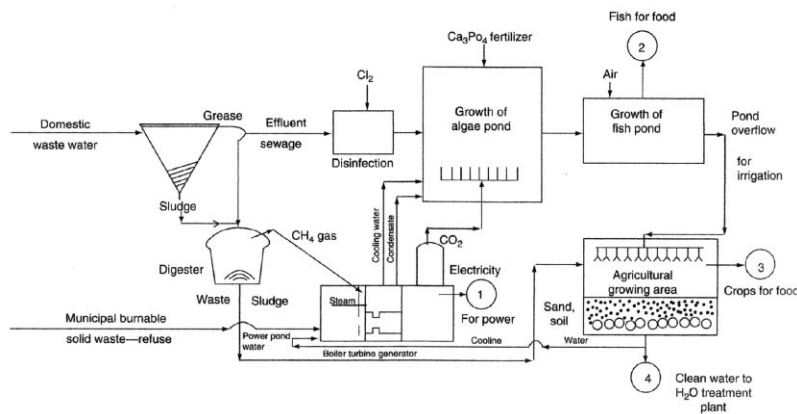 Fish for food
2
Ca3Po4 fertilizer
Cl2
Air
Domestic
waste water
Grease
Effluent
sewage
Disinfection
Growth of
algae pond
Growth of
fish pond
Pond
overflow
for
irrigation
Sludge
CH4 gas
Cooling water
Condensate
CO2
Digester
Waste Sludge
Electricity
1
For power
Steam
Agricultural
growing area
3
Crops for food
Sand,
soil
Municipal burnable
solid waste—refuse
Power pond
water
Cooline
Water
Boiler turbine generator
4
Clean water to
H2O treatment
plant